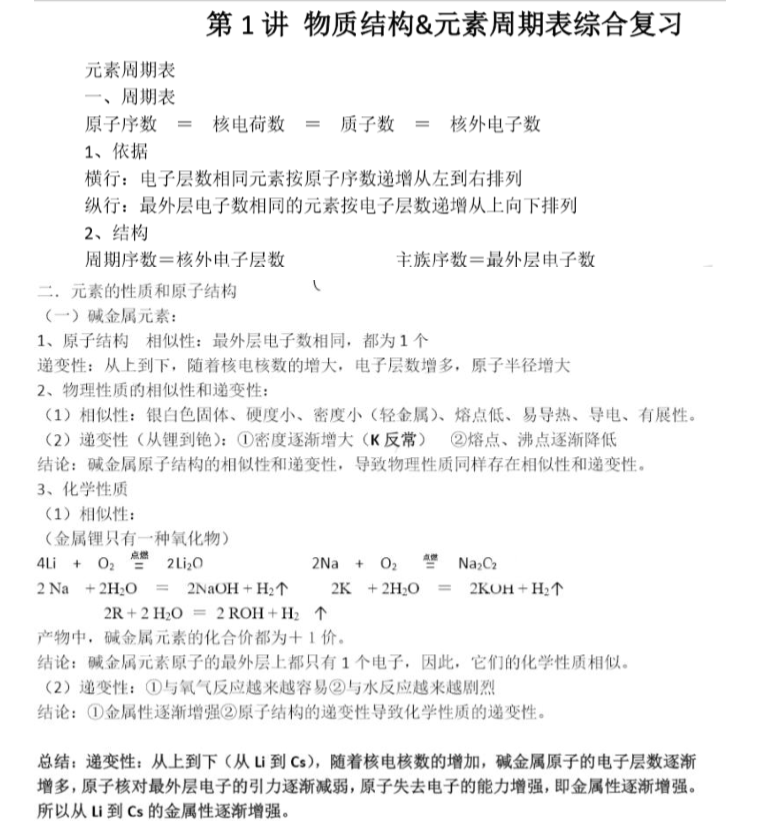 第 1 讲 物质结构&元素周期表综合复习
元素周期表
一、周期表
原子序数 ＝ 核电荷数 ＝ 质子数 ＝ 核外电子数
1、依据
横行：电子层数相同元素按原子序数递增从左到右排列
纵行：最外层电子数相同的元素按电子层数递增从上向下排列
2、结构
周期序数＝核外电子层数 主族序数＝最外层电子数
二．元素的性质和原子结构
（一）碱金属元素：
1、原子结构 相似性：最外层电子数相同，都为 1 个
递变性：从上到下，随着核电核数的增大，电子层数增多，原子半径增大
2、物理性质的相似性和递变性：
（1）相似性：银白色固体、硬度小、密度小（轻金属）、熔点低、易导热、导电、有展性。
（2）递变性（从锂到铯）：①密度逐渐增大（K 反常） ②熔点、沸点逐渐降低
结论：碱金属原子结构的相似性和递变性，导致物理性质同样存在相似性和递变性。
3、化学性质
（1）相似性：
（金属锂只有一种氧化物）
4Li + O₂ 点燃 = 2Li₂O 2Na + O₂ 点燃 = Na₂O₂
2 Na + 2H₂O = 2NaOH + H₂↑ 2K + 2H₂O = 2KOH + H₂↑
2R + 2 H₂O = 2 ROH + H₂ ↑
产物中，碱金属元素的化合价都为＋1 价。
结论：碱金属元素原子的最外层上都只有 1 个电子，因此，它们的化学性质相似。
（2）递变性：①与氧气反应越来越容易②与水反应越来越剧烈
结论：①金属性逐渐增强②原子结构的递变性导致化学性质的递变性。
总结：递变性：从上到下（从 Li 到 Cs），随着核电核数的增加，碱金属原子的电子层数逐渐
增多，原子核对最外层电子的引力逐渐减弱，原子失去电子的能力增强，即金属性逐渐增强。
所以从 Li 到 Cs 的金属性逐渐增强。